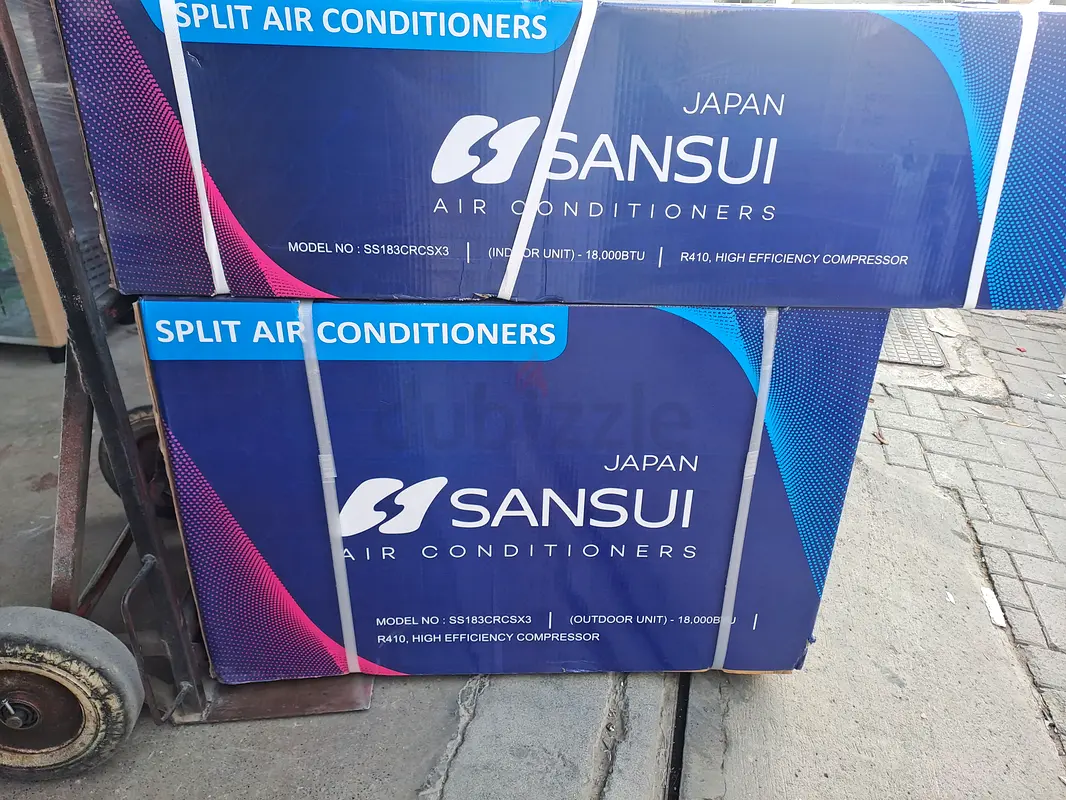 SPLIT AIR CONDITIONERS
JAPAN
SANSUI
AIR CONDITIONERS
MODEL NO : SS183CRCSX3 | (INDOOR UNIT) - 18,000BTU | R410, HIGH EFFICIENCY COMPRESSOR
SPLIT AIR CONDITIONERS
dubizzle
JAPAN
SANSUI
AIR CONDITIONERS
MODEL NO : SS183CRCSX3 | (OUTDOOR UNIT) - 18,000BTU |
R410, HIGH EFFICIENCY COMPRESSOR